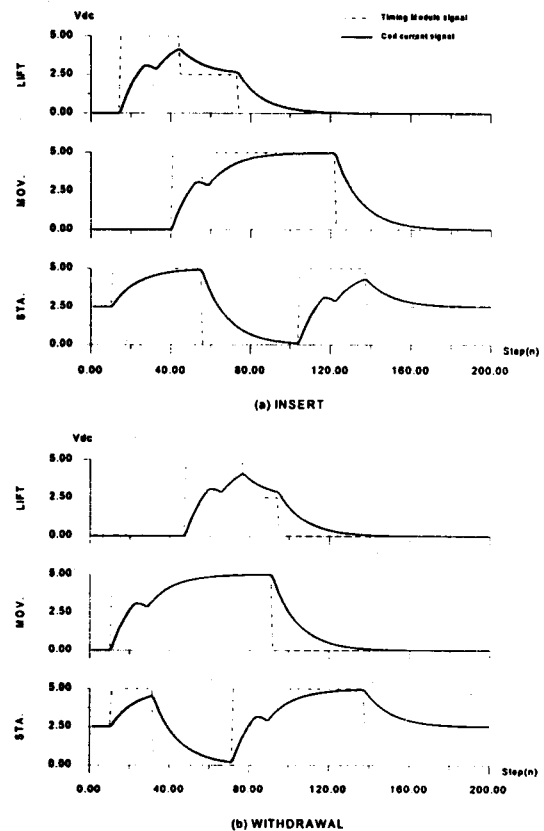 Vdc
Timing Module signal
Coil current signal
LIFT
5.00
2.50
0.00
MOV.
5.00
2.50
0.00
STA.
5.00
2.50
0.00
0.00 40.00 80.00 120.00 160.00 200.00
Step(n)
(a) INSERT
Vdc
LIFT
5.00
2.50
0.00
MOV.
5.00
2.50
0.00
STA.
5.00
2.50
0.00
0.00 40.00 80.00 120.00 160.00 200.00
Step(n)
(b) WITHDRAWAL